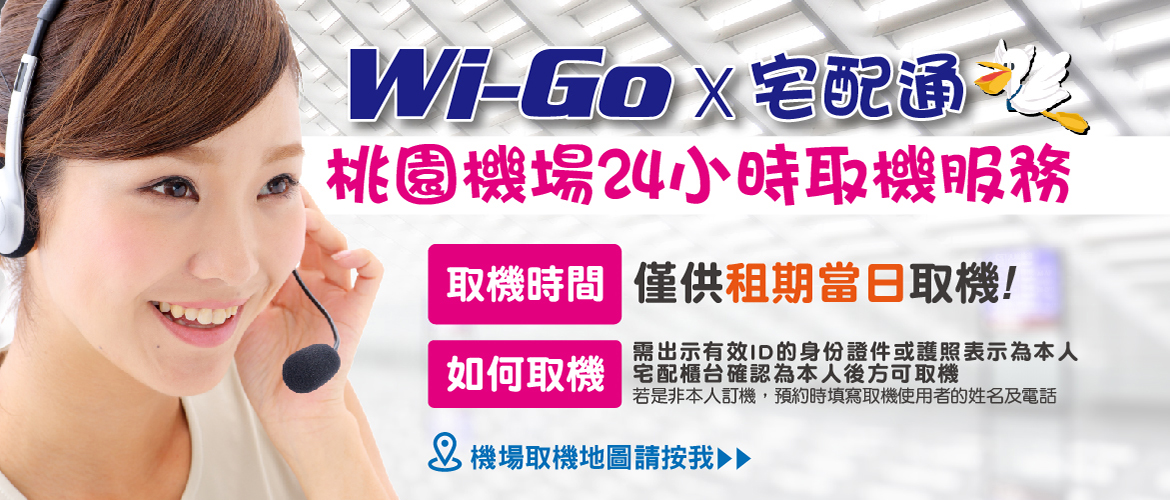 Wi-Go X 宅配通
桃園機場24小時取機服務
取機時間
僅供租期當日取機!
如何取機
需出示有效ID的身份證件或護照表示為本人
宅配櫃台確認為本人後方可取機
若是非本人訂機，預約時填寫取機使用者的姓名及電話
機場取機地圖請按我▶▶